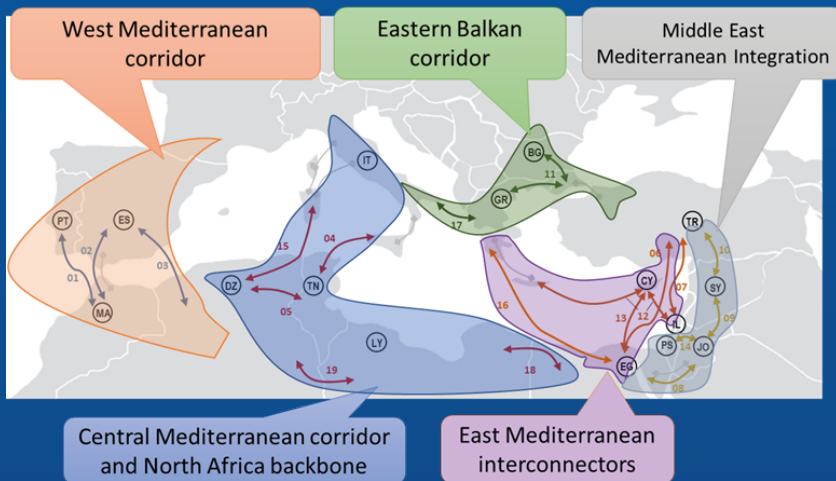 West Mediterranean
corridor
Eastern Balkan
corridor
Middle East
Mediterranean Integration
IT
BG
11
GR
17
PT
ES
02
01
03
MA
15
04
DZ
TN
05
LY
19
18
16
TR
06
10
CY
07
SY
13
12
IL
09
PS
14
JO
EG
08
Central Mediterranean corridor
and North Africa backbone
East Mediterranean
interconnectors